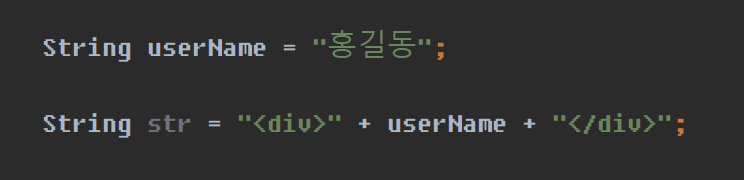 String userName = "홍길동";
String str = "<div>" + userName + "</div>";